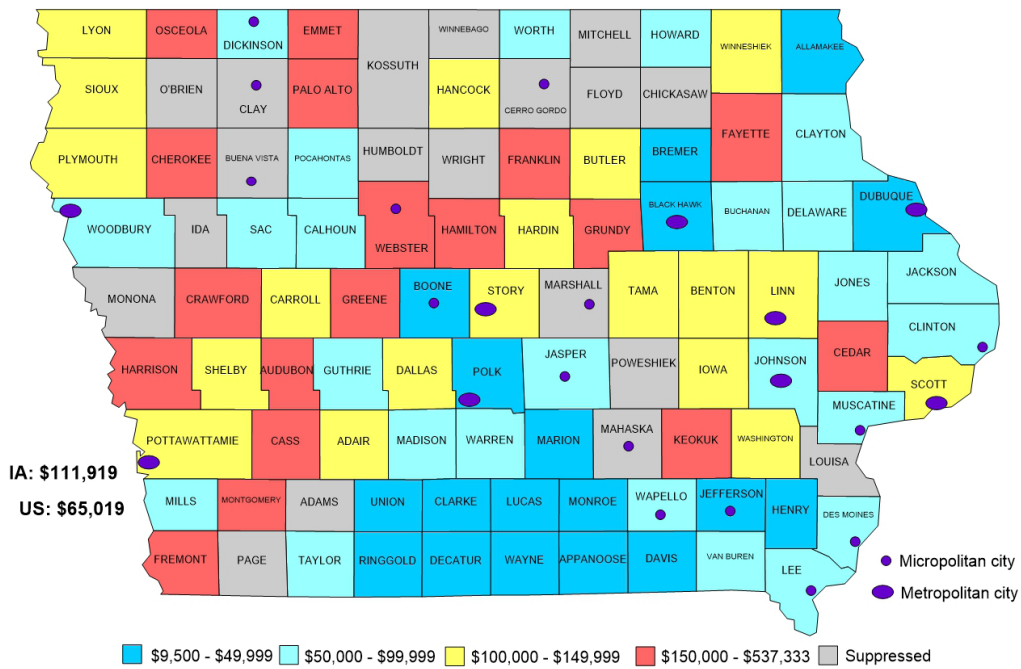 LYON
OSCEOLA
DICKINSON
EMMET
WINNEBAGO
WORTH
MITCHELL
HOWARD
WINNESHIEK
ALLAMAKEE
KOSSUTH
SIOUX
O'BRIEN
CLAY
PALO ALTO
HANCOCK
CERRO GORDO
FLOYD
CHICKASAW
FAYETTE
CLAYTON
PLYMOUTH
CHEROKEE
BUENA VISTA
POCAHONTAS
HUMBOLDT
WRIGHT
FRANKLIN
BUTLER
BREMER
WOODBURY
IDA
SAC
CALHOUN
WEBSTER
HAMILTON
HARDIN
GRUNDY
BLACK HAWK
BUCHANAN
DELAWARE
DUBUQUE
MONONA
CRAWFORD
CARROLL
GREENE
BOONE
STORY
MARSHALL
TAMA
BENTON
LINN
JONES
JACKSON
CLINTON
HARRISON
SHELBY
AUDUBON
GUTHRIE
DALLAS
POLK
JASPER
POWESHIEK
IOWA
JOHNSON
CEDAR
SCOTT
MUSCATINE
POTTAWATTAMIE
CASS
ADAIR
MADISON
WARREN
MARION
MAHASKA
KEOKUK
WASHINGTON
LOUISA
IA: $111,919
US: $65,019
MILLS
MONTGOMERY
ADAMS
UNION
CLARKE
LUCAS
MONROE
WAPELLO
JEFFERSON
HENRY
DES MOINES
FREMONT
PAGE
TAYLOR
RINGGOLD
DECATUR
WAYNE
APPANOOSE
DAVIS
VAN BUREN
LEE
Micropolitan city
Metropolitan city
$9,500 - $49,999
$50,000 - $99,999
$100,000 - $149,999
$150,000 - $537,333
Suppressed